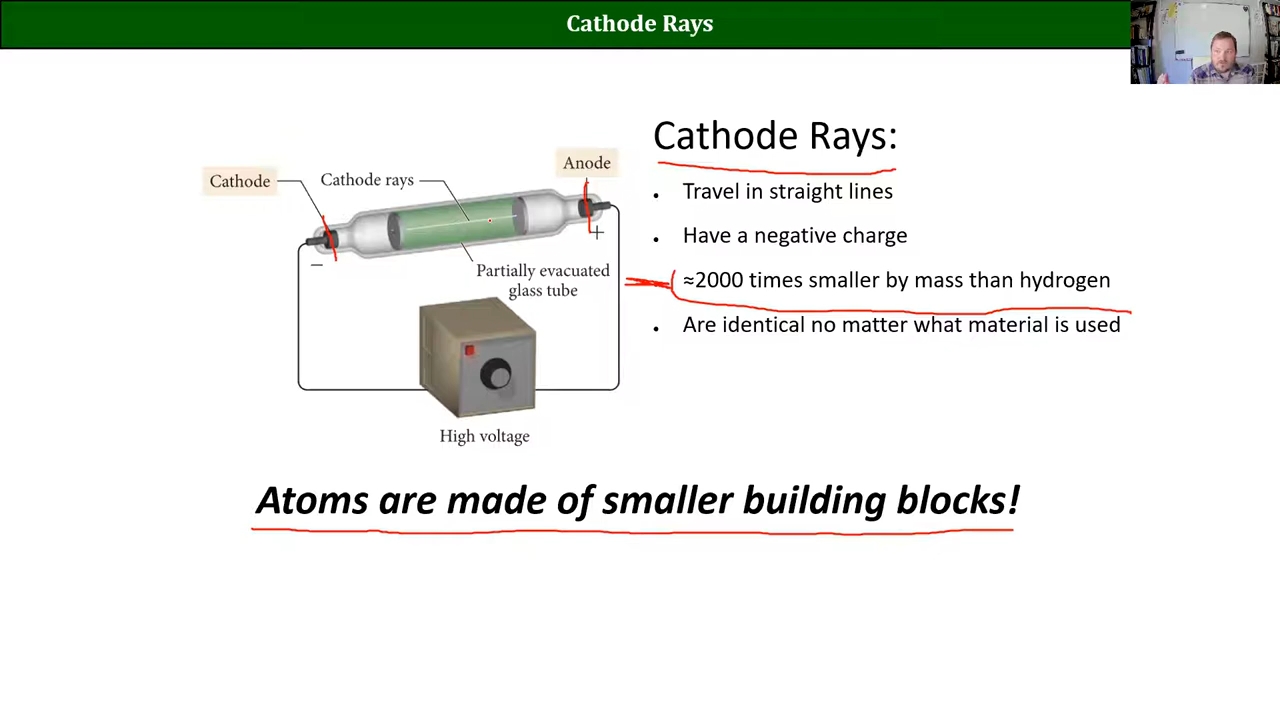 Cathode Rays
Cathode
Cathode rays
Anode
+
−
Partially evacuated
glass tube
High voltage
Cathode Rays:
• Travel in straight lines
• Have a negative charge
≈2000 times smaller by mass than hydrogen
• Are identical no matter what material is used
Atoms are made of smaller building blocks!